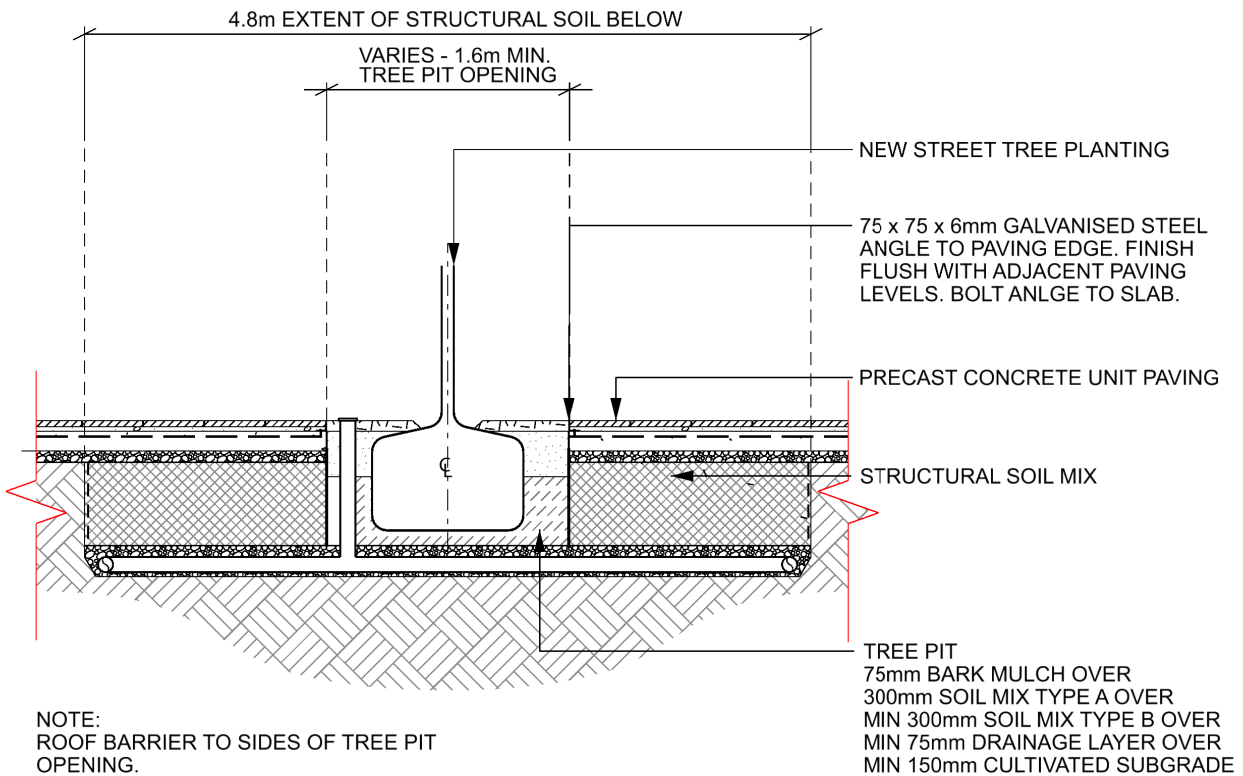 4.8m EXTENT OF STRUCTURAL SOIL BELOW
VARIES - 1.6m MIN.
TREE PIT OPENING
NEW STREET TREE PLANTING
75 x 75 x 6mm GALVANISED STEEL
ANGLE TO PAVING EDGE. FINISH
FLUSH WITH ADJACENT PAVING
LEVELS. BOLT ANLGE TO SLAB.
PRECAST CONCRETE UNIT PAVING
℄
STRUCTURAL SOIL MIX
TREE PIT
75mm BARK MULCH OVER
300mm SOIL MIX TYPE A OVER
MIN 300mm SOIL MIX TYPE B OVER
MIN 75mm DRAINAGE LAYER OVER
MIN 150mm CULTIVATED SUBGRADE
NOTE:
ROOF BARRIER TO SIDES OF TREE PIT
OPENING.